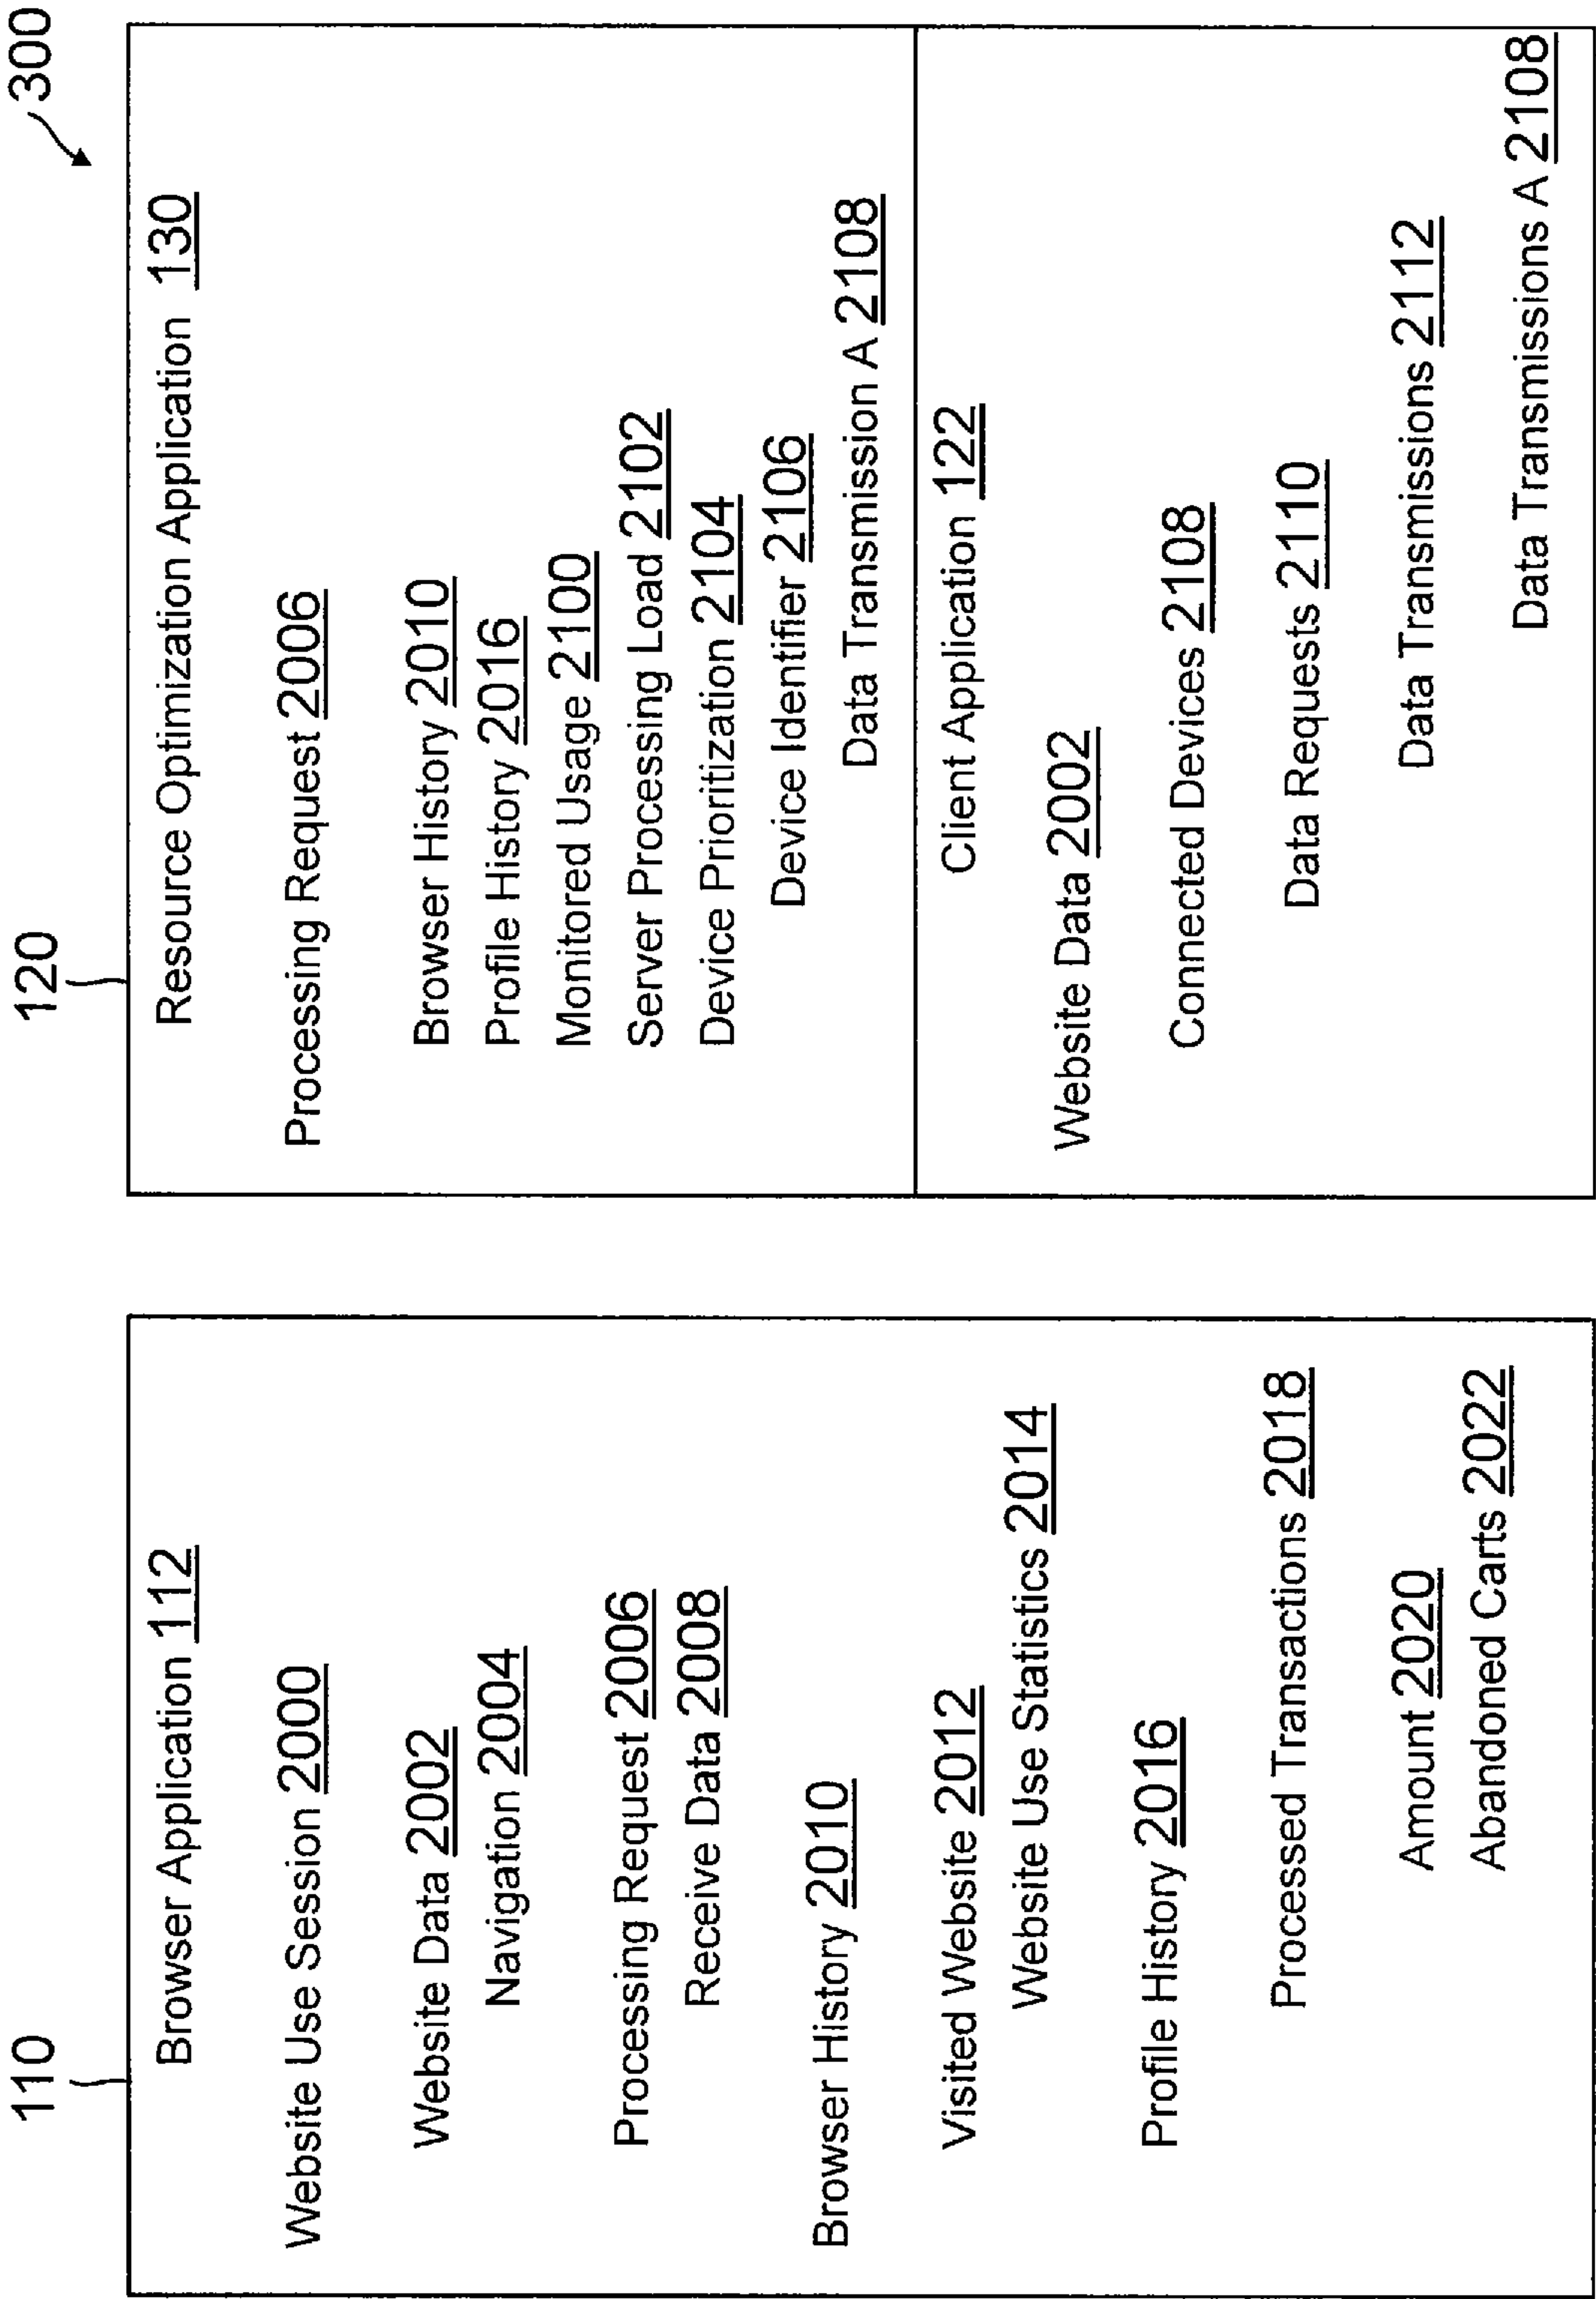 300
110
Browser Application 112
Website Use Session 2000
Website Data 2002
Navigation 2004
Processing Request 2006
Receive Data 2008
Browser History 2010
Visited Website 2012
Website Use Statistics 2014
Profile History 2016
Processed Transactions 2018
Amount 2020
Abandoned Carts 2022
120
Resource Optimization Application 130
Processing Request 2006
Browser History 2010
Profile History 2016
Monitored Usage 2100
Server Processing Load 2102
Device Prioritization 2104
Device Identifier 2106
Data Transmission A 2108
Client Application 122
Website Data 2002
Connected Devices 2108
Data Requests 2110
Data Transmissions 2112
Data Transmissions A 2108